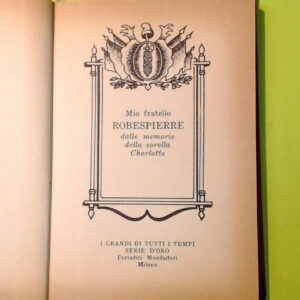 Mio fratello
ROBESPIERRE
dalle memorie
della sorella
Charlotte
I GRANDI DI TUTTI I TEMPI
SERIE D'ORO
Periodici Mondadori
Milano